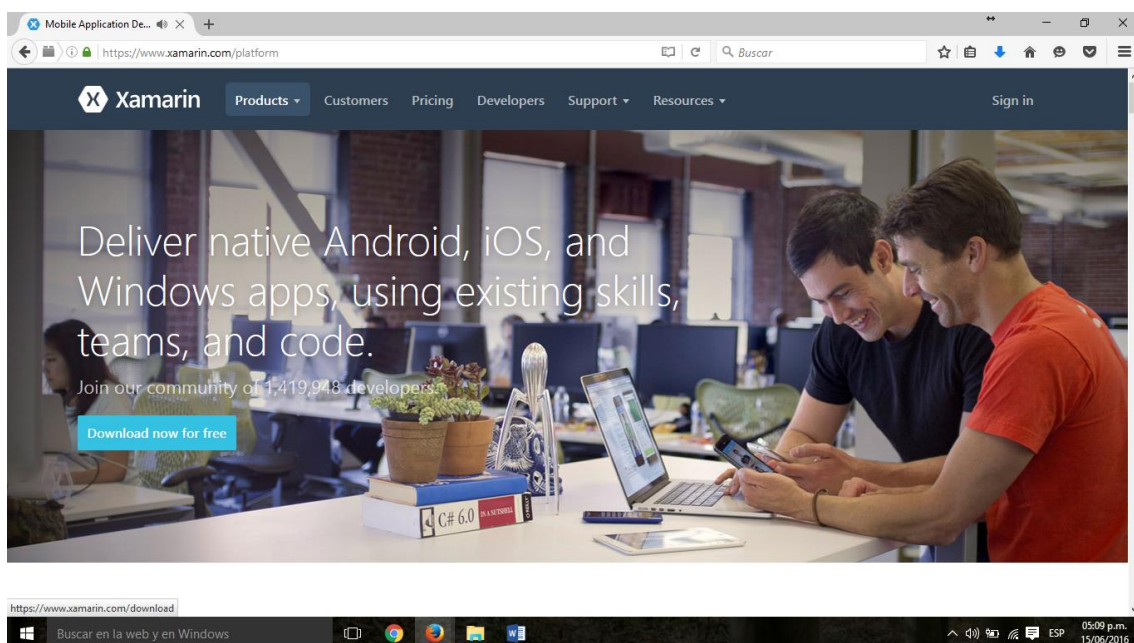 Mobile Application De...
https://www.xamarin.com/platform
Buscar
Xamarin
Products
Customers
Pricing
Developers
Support
Resources
Sign in
Deliver native Android, iOS, and
Windows apps, using existing skills,
teams, and code.
Join our community of 1,419,948 developers.
Download now for free
C# 6.0 IN A NUTSHELL O'REILLY
https://www.xamarin.com/download
Buscar en la web y en Windows
ESP
05:09 p.m.
15/06/2016